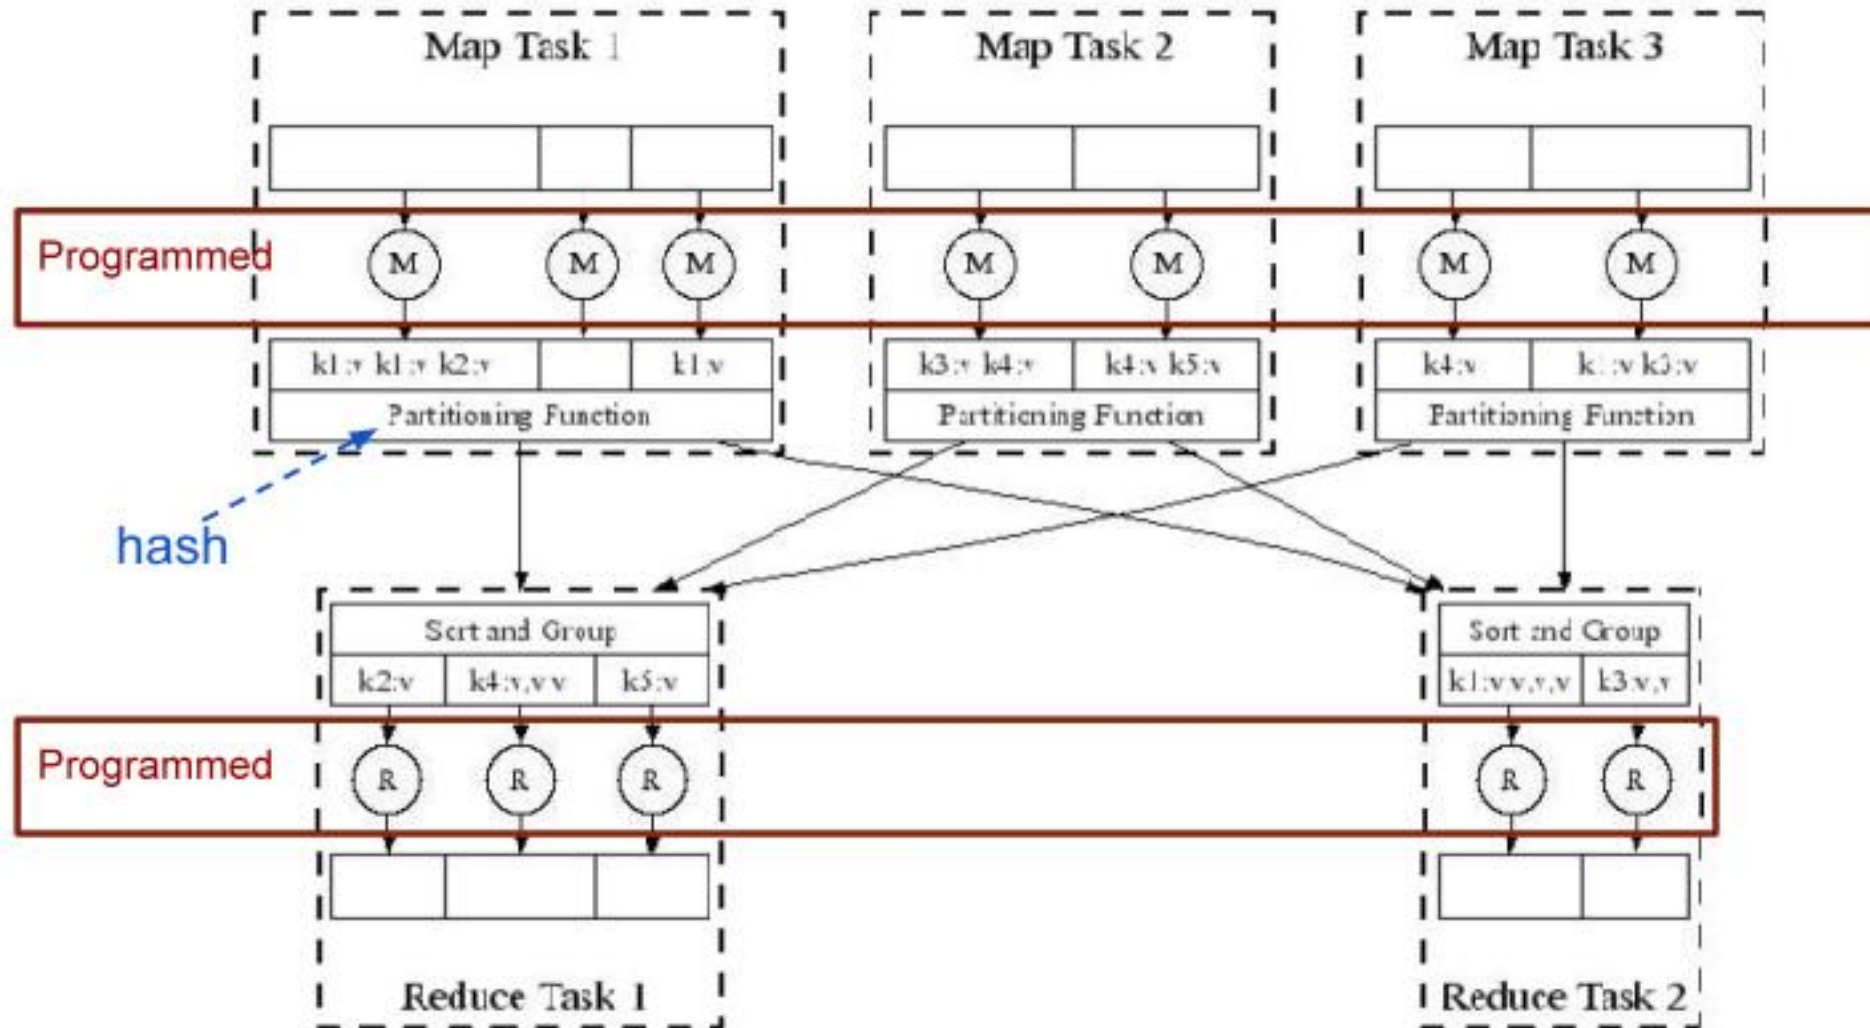 Map Task 1
Map Task 2
Map Task 3
Programmed
M
M
M
M
M
M
M
k1:v k1:v k2:v
k1:v
k3:v k4:v
k4:v k5:v
k4:v
k1:v k3:v
Partitioning Function
Partitioning Function
Partitioning Function
hash
Sort and Group
Sort and Group
k2:v
k4:v,v,v
k5:v
k1:v,v,v,v
k3:v,v
Programmed
R
R
R
R
R
Reduce Task 1
Reduce Task 2